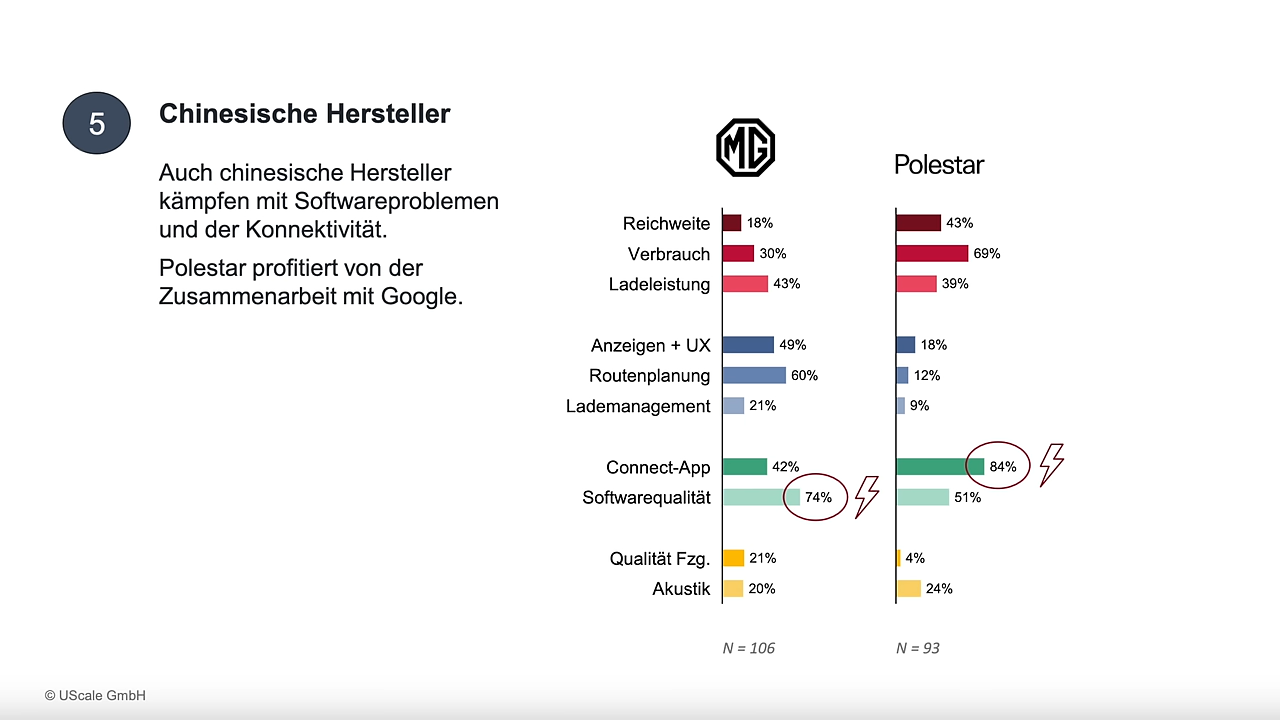 5
Chinesische Hersteller
Auch chinesische Hersteller
kämpfen mit Softwareproblemen
und der Konnektivität.
Polestar profitiert von der
Zusammenarbeit mit Google.
MG
Polestar
Reichweite 18% 43%
Verbrauch 30% 69%
Ladeleistung 43% 39%
Anzeigen + UX 49% 18%
Routenplanung 60% 12%
Lademanagement 21% 9%
Connect-App 42% 84%
Softwarequalität 74% 51%
Qualität Fzg. 21% 4%
Akustik 20% 24%
N = 106 N = 93
© UScale GmbH